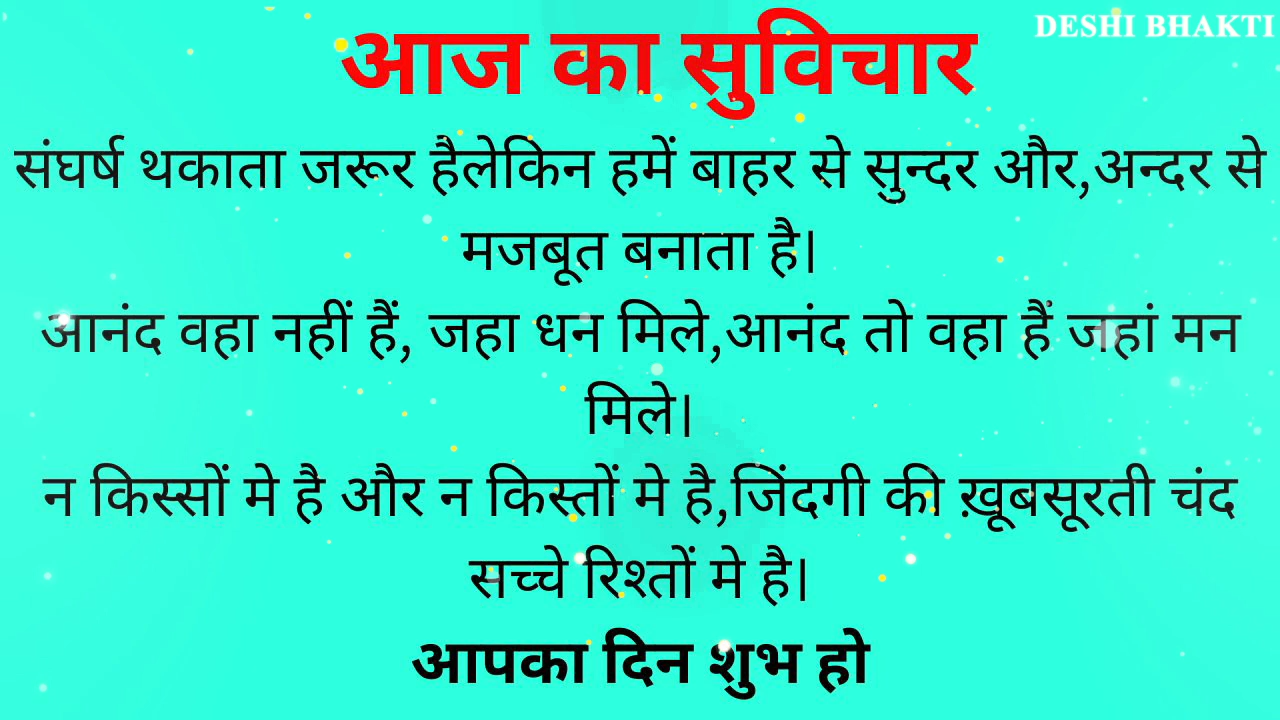 DESHI BHAKTI
आज का सुविचार
संघर्ष थकाता जरूर हैलेकिन हमें बाहर से सुन्दर और,अन्दर से
मजबूत बनाता है।
आनंद वहा नहीं हैं, जहा धन मिले,आनंद तो वहा हैं जहां मन
मिले।
न किस्सों मे है और न किस्तों मे है,जिंदगी की ख़ूबसूरती चंद
सच्चे रिश्तों मे है।
आपका दिन शुभ हो